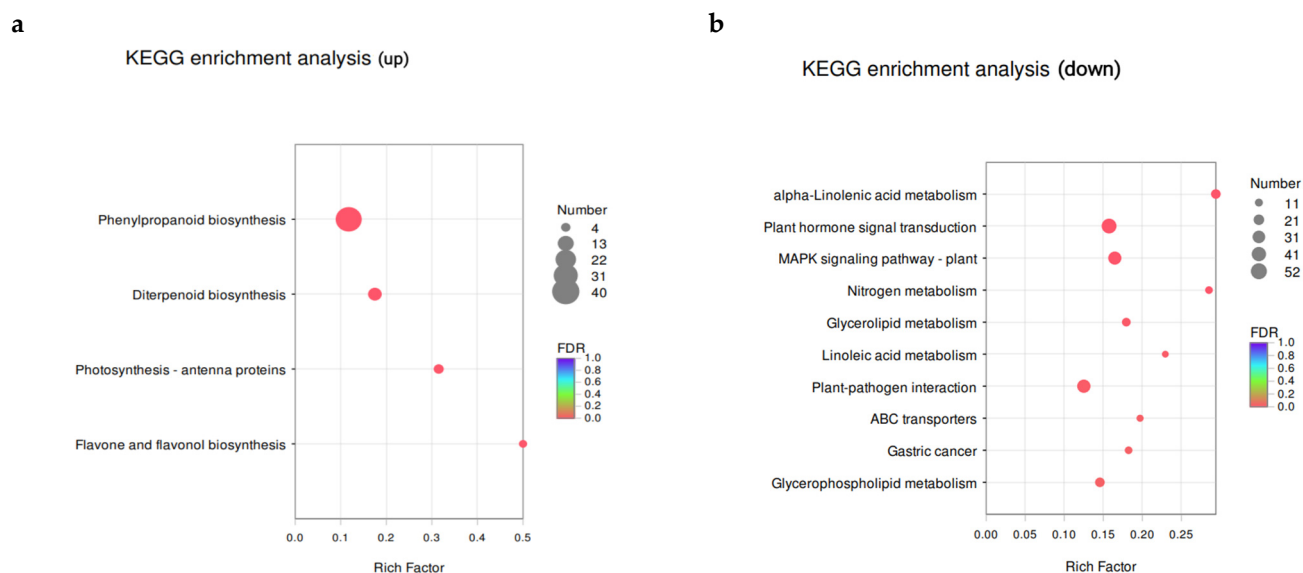 a
KEGG enrichment analysis (up)
Phenylpropanoid biosynthesis
Diterpenoid biosynthesis
Photosynthesis - antenna proteins
Flavone and flavonol biosynthesis
0.0 0.1 0.2 0.3 0.4 0.5
Rich Factor
Number
4
13
22
31
40
FDR
1.0
0.8
0.6
0.4
0.2
0.0
b
KEGG enrichment analysis (down)
alpha-Linolenic acid metabolism
Plant hormone signal transduction
MAPK signaling pathway - plant
Nitrogen metabolism
Glycerolipid metabolism
Linoleic acid metabolism
Plant-pathogen interaction
ABC transporters
Gastric cancer
Glycerophospholipid metabolism
0.00 0.05 0.10 0.15 0.20 0.25
Rich Factor
Number
11
21
31
41
52
FDR
1.0
0.8
0.6
0.4
0.2
0.0